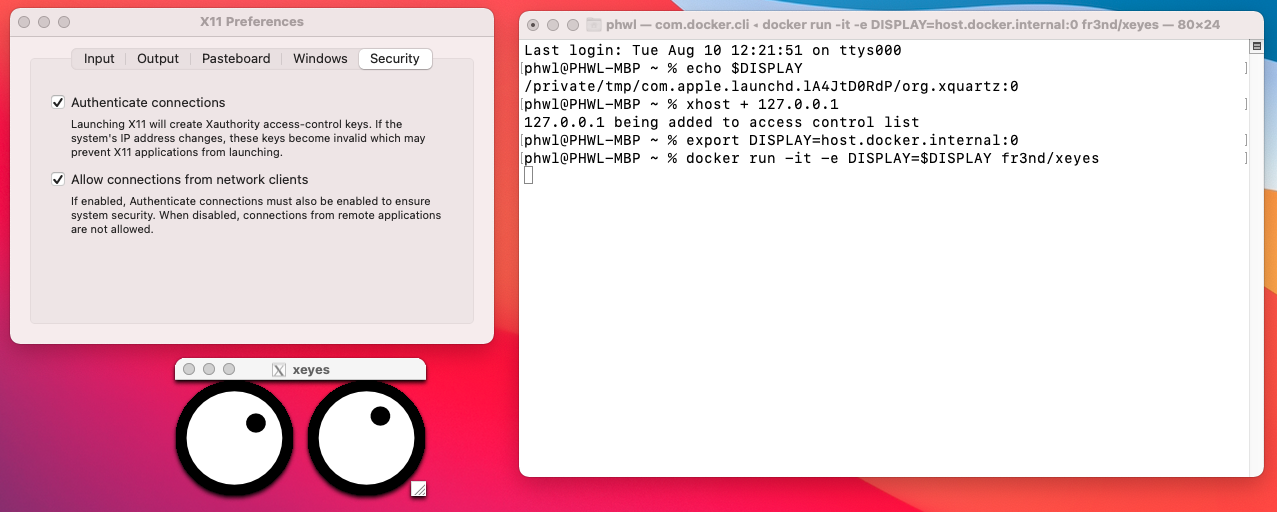 X11 Preferences
Input Output Pasteboard Windows Security
Authenticate connections
Launching X11 will create Xauthority access-control keys. If the
system's IP address changes, these keys become invalid which may
prevent X11 applications from launching.
Allow connections from network clients
If enabled, Authenticate connections must also be enabled to ensure
system security. When disabled, connections from remote applications
are not allowed.
xeyes
phwl — com.docker.cli ◂ docker run -it -e DISPLAY=host.docker.internal:0 fr3nd/xeyes — 80×24
Last login: Tue Aug 10 12:21:51 on ttys000
[phwl@PHWL-MBP ~ % echo $DISPLAY ]
/private/tmp/com.apple.launchd.lA4JtD0RdP/org.xquartz:0
[phwl@PHWL-MBP ~ % xhost + 127.0.0.1 ]
127.0.0.1 being added to access control list
[phwl@PHWL-MBP ~ % export DISPLAY=host.docker.internal:0 ]
[phwl@PHWL-MBP ~ % docker run -it -e DISPLAY=$DISPLAY fr3nd/xeyes ]